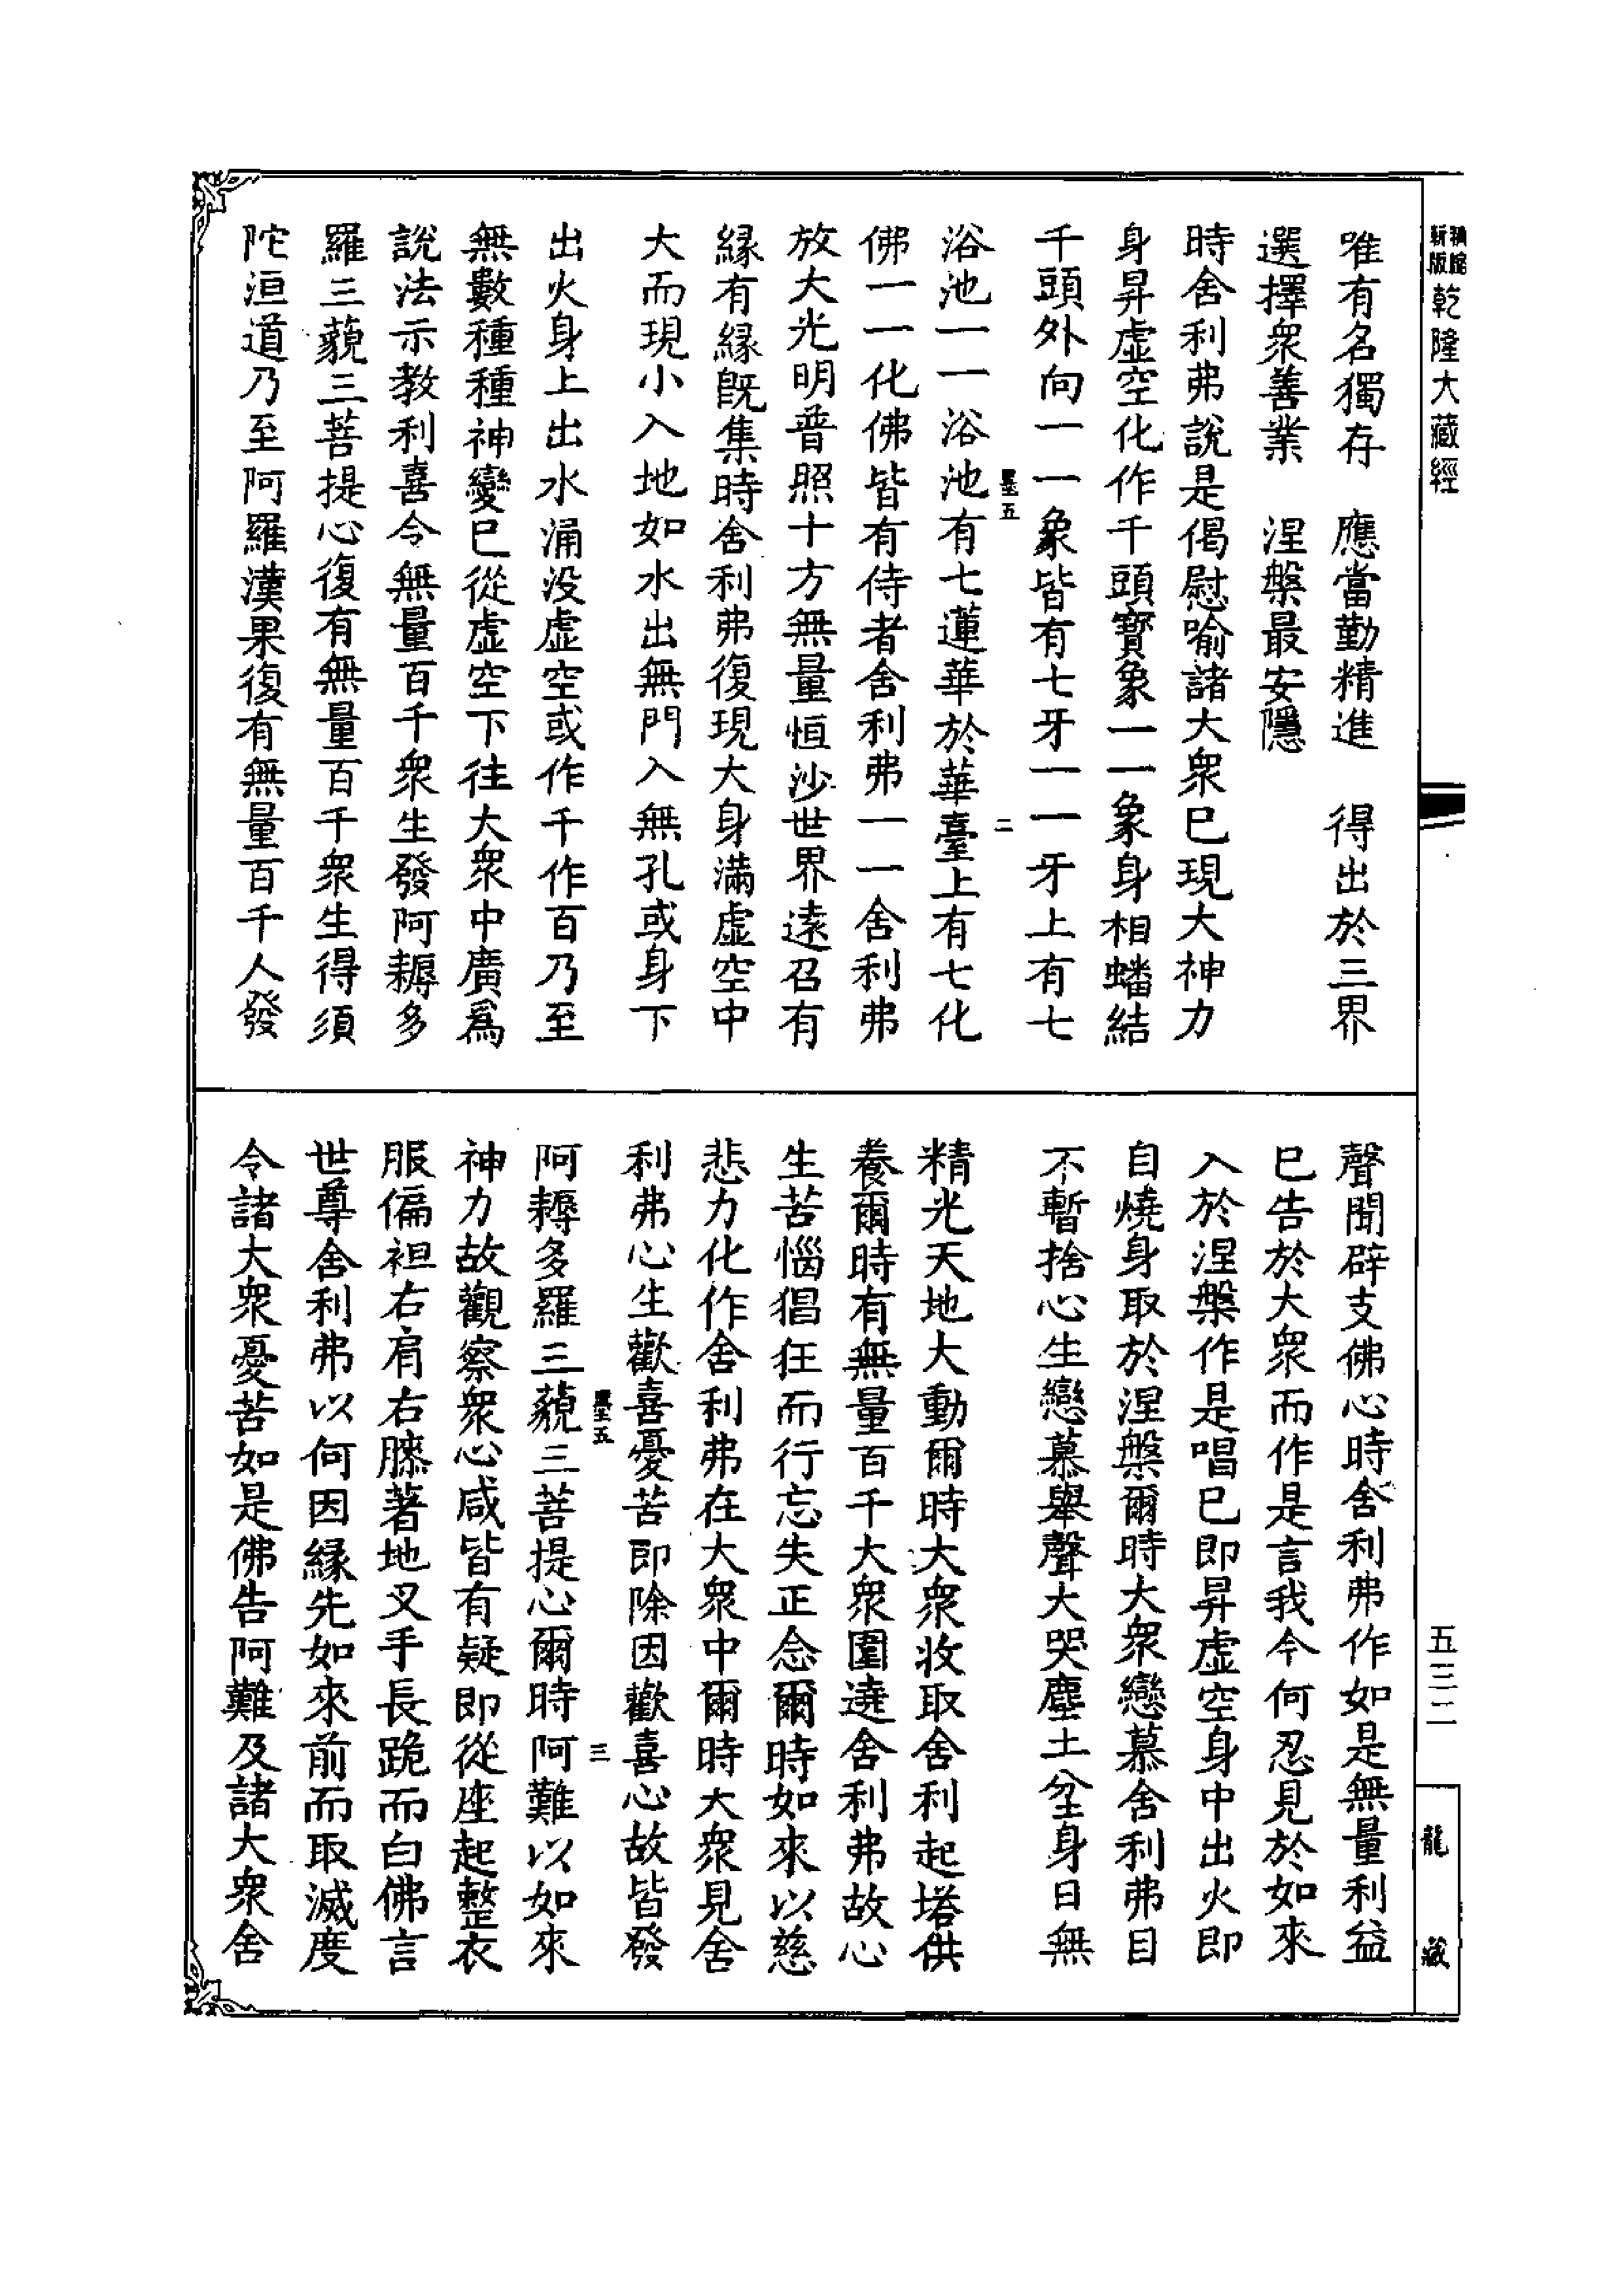 乾隆大藏經
唯有名獨存　應當勤精進　得出於三界
選擇衆善業　涅槃最安隱
時舍利弗說是偈慰喻諸大衆已現大神力
身昇虛空化作千頭寶象一一象身相蟠結
千頭外向一一象皆有七牙一一牙上有七
浴池一一浴池有七蓮華於華臺上有七化
佛一一化佛皆有侍者舍利弗一一舍利弗
放大光明普照十方無量恒沙世界遠召有
緣有緣旣集時舍利弗復現大身滿虛空中
大而現小入地如水出無門入無孔或身下
出火身上出水涌没虛空或作千作百乃至
無數種種神變已從虛空下往大衆中廣爲
說法示教利喜令無量百千衆生發阿耨多
羅三藐三菩提心復有無量百千衆生得須
陀洹道乃至阿羅漢果復有無量百千人發
聲聞辟支佛心時舍利弗作如是無量利益
已告於大衆而作是言我今何忍見於如來
入於涅槃作是唱已即昇虛空身中出火即
自燒身取於涅槃爾時大衆戀慕舍利弗目
不暫捨心生戀慕舉聲大哭塵土坌身日無
精光天地大動爾時大衆收取舍利起塔供
養爾時有無量百千大衆圍遶舍利弗故心
生苦惱猖狂而行忘失正念爾時如來以慈
悲力化作舍利弗在大衆中爾時大衆見舍
利弗心生歡喜憂苦即除因歡喜心故皆發
阿耨多羅三藐三菩提心爾時阿難以如來
神力故觀察衆心咸皆有疑即從座起整衣
服偏袒右肩右膝著地叉手長跪而白佛言
世尊舍利弗以何因緣先如來前而取滅度
令諸大衆憂苦如是佛告阿難及諸大衆舍
五三二
龍藏
二
三